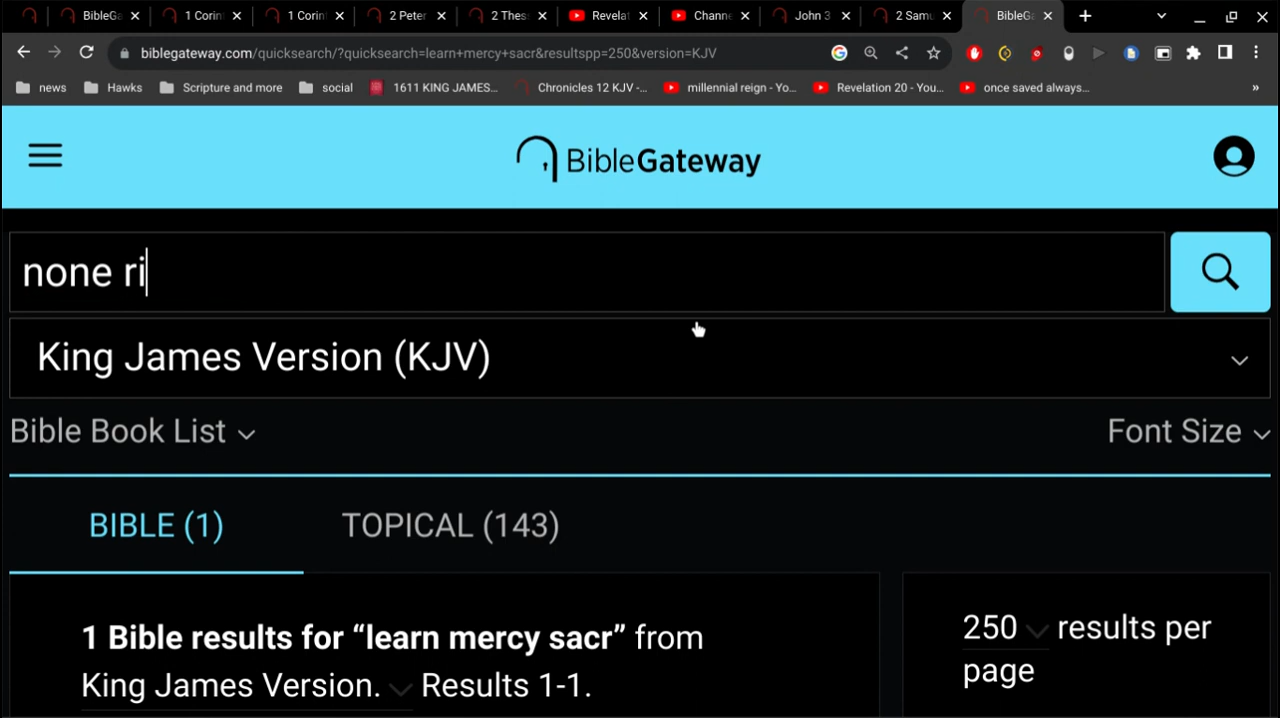 BibleGa
1 Corin
1 Corin
2 Peter
2 Thes
Revela
Chann
John 3
2 Samu
BibleGa
biblegateway.com/quicksearch/?quicksearch=learn+mercy+sacr&resultspp=250&version=KJV
news
Hawks
Scripture and more
social
1611 KING JAMES...
Chronicles 12 KJV -...
millennial reign - Yo...
Revelation 20 - You...
once saved always...
»
BibleGateway
none ri
King James Version (KJV)
Bible Book List
Font Size
BIBLE (1)
TOPICAL (143)
1 Bible results for “learn mercy sacr” from
King James Version. Results 1-1.
250 results per
page